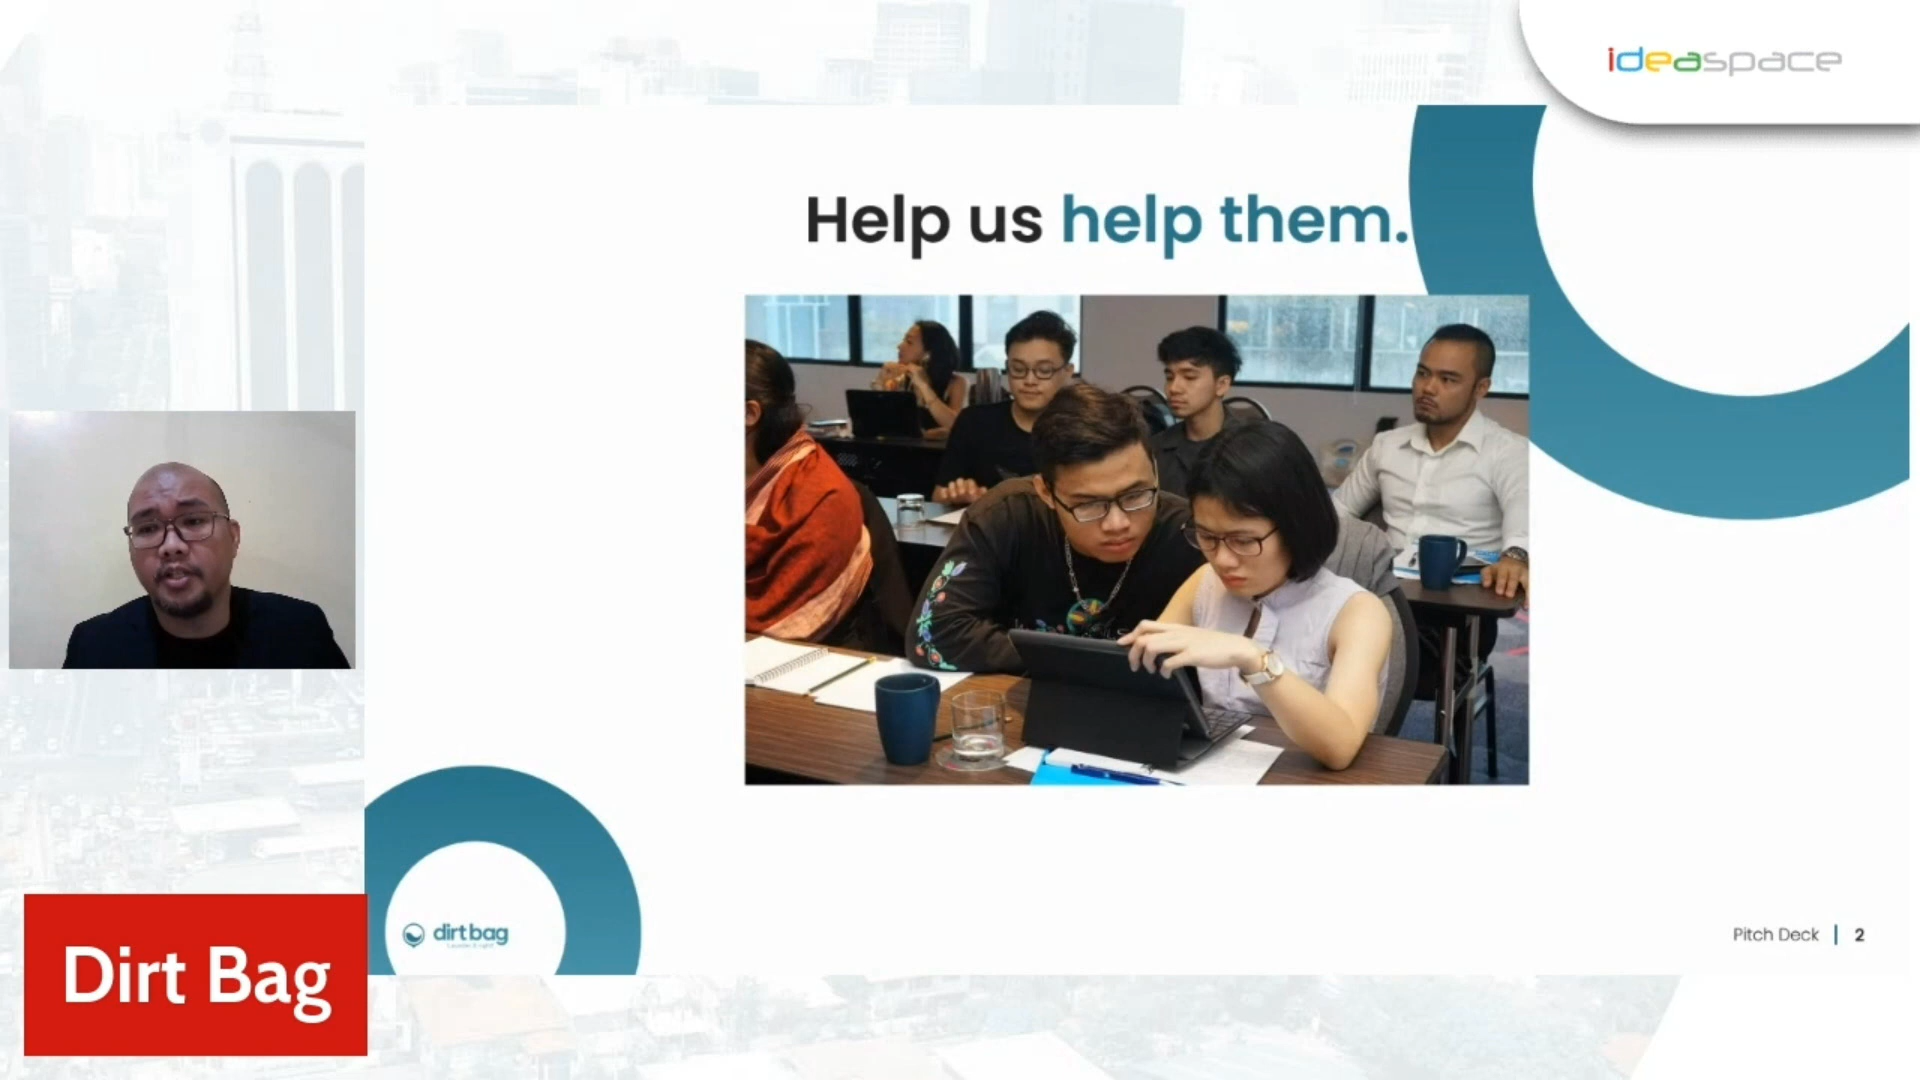 ideaspace
Help us help them.
dirtbag
Dirt Bag
Pitch Deck | 2